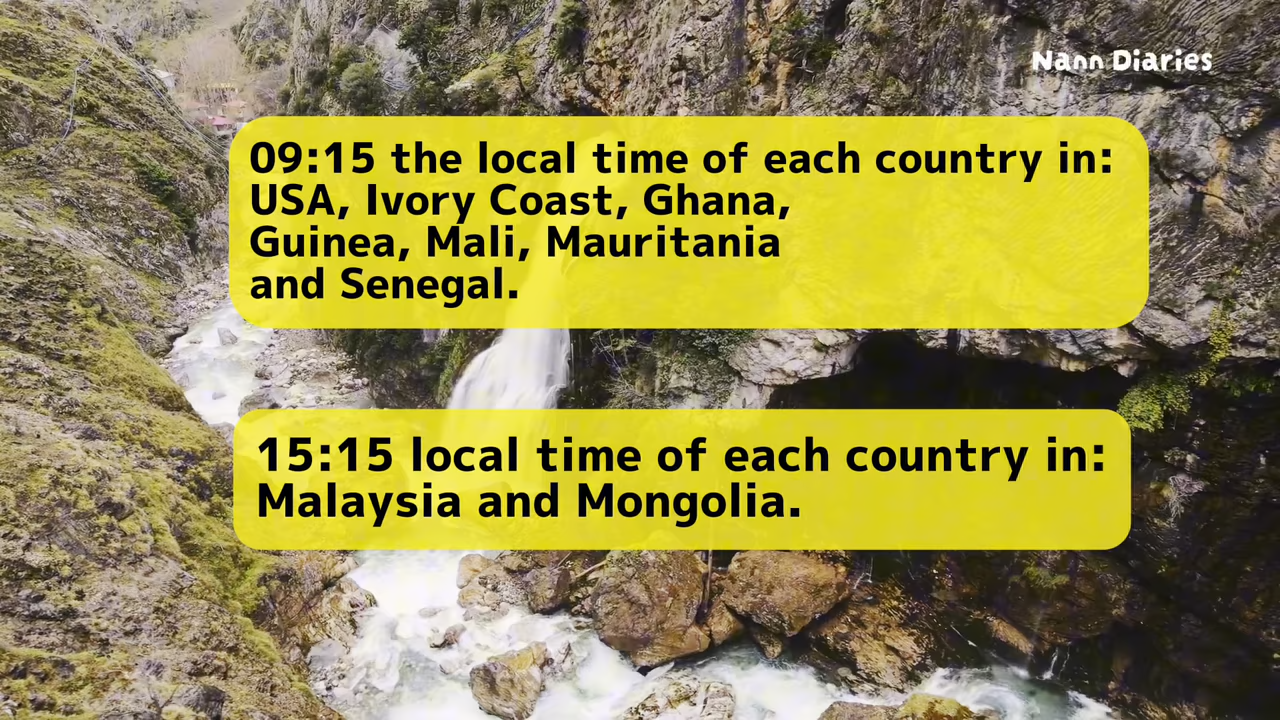 Nann Diaries
09:15 the local time of each country in:
USA, Ivory Coast, Ghana,
Guinea, Mali, Mauritania
and Senegal.
15:15 local time of each country in:
Malaysia and Mongolia.